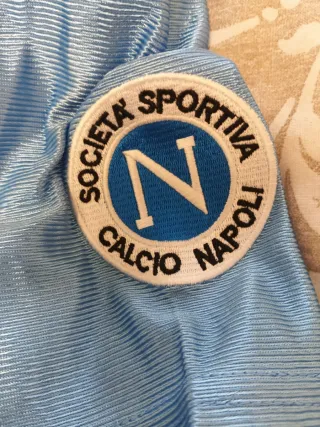 SOCIETA' SPORTIVA
N
CALCIO NAPOLI